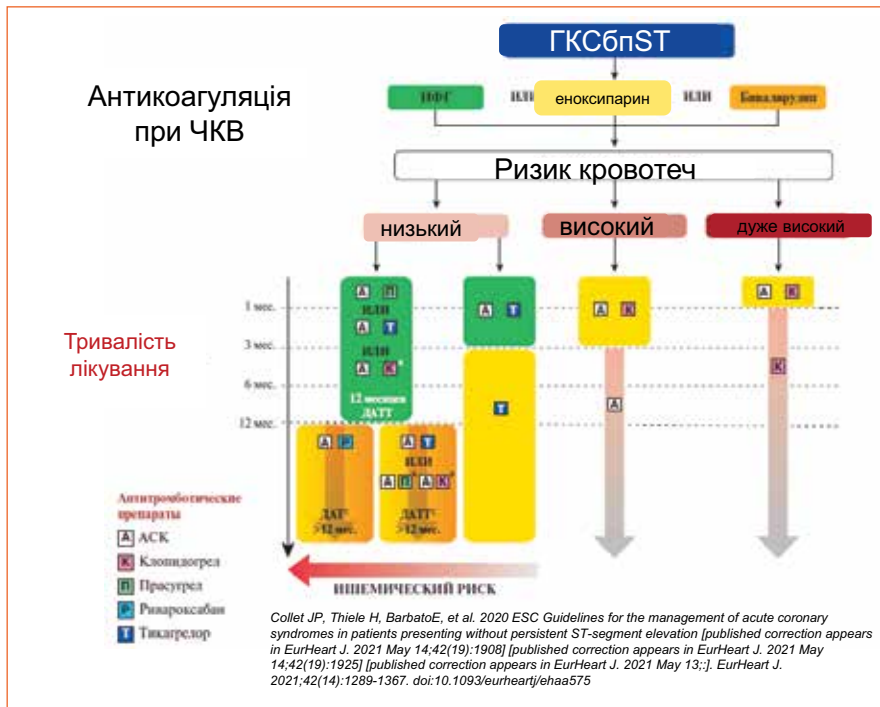 ГКСбпST
Антикоагуляція
при ЧКВ
НФГ ИЛИ еноксипарин ИЛИ Бивалирудин
Ризик кровотеч
низький високий дуже високий
А П
ИЛИ
А Т
ИЛИ
А К*
12 месяцев
ДАТТ
А Т
А К
А К
1 мес.
3 мес.
6 мес.
12 мес.
Тривалість
лікування
Т
А
К
А Р
ДАТ
>12 мес.
А Т
ИЛИ
А П А К
ДАТТ
>12 мес.
Антитромботические
препараты
А АСК
К Клопидогрел
П Прасугрел
Р Ривароксабан
Т Тикагрелор
ИШЕМИЧЕСКИЙ РИСК
Collet JP, Thiele H, BarbatoE, et al. 2020 ESC Guidelines for the management of acute coronary
syndromes in patients presenting without persistent ST-segment elevation [published correction appears
in EurHeart J. 2021 May 14;42(19):1908] [published correction appears in EurHeart J. 2021 May
14;42(19):1925] [published correction appears in EurHeart J. 2021 May 13;:]. EurHeart J.
2021;42(14):1289-1367. doi:10.1093/eurheartj/ehaa575